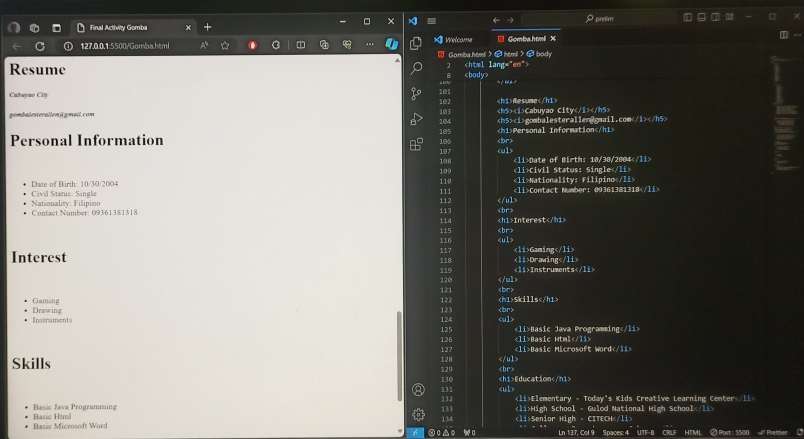 Final Activity Gomba
127.0.0.1:5500/Gomba.html
Resume
Cabuyao City
gombalesterallen@gmail.com
Personal Information
Date of Birth: 10/30/2004
Civil Status: Single
Nationality: Filipino
Contact Number: 09361381318
Interest
Gaming
Drawing
Instruments
Skills
Basic Java Programming
Basic Html
Basic Microsoft Word
prelim
Welcome
Gomba.html
Gomba.html > html > body
2 <html lang="en">
8 <body>
100 </ul>
101
102 <h1>Resume</h1>
103 <h5><i>Cabuyao City</i></h5>
104 <h5><i>gombalesterallen@gmail.com</i></h5>
105 <h1>Personal Information</h1>
106 <br>
107 <ul>
108 <li>Date of Birth: 10/30/2004</li>
109 <li>Civil Status: Single</li>
110 <li>Nationality: Filipino</li>
111 <li>Contact Number: 09361381318</li>
112 </ul>
113 <br>
114 <h1>Interest</h1>
115 <br>
116 <ul>
117 <li>Gaming</li>
118 <li>Drawing</li>
119 <li>Instruments</li>
120 </ul>
121 <br>
122 <h1>Skills</h1>
123 <br>
124 <ul>
125 <li>Basic Java Programming</li>
126 <li>Basic Html</li>
127 <li>Basic Microsoft Word</li>
128 </ul>
129 <br>
130 <h1>Education</h1>
131 <ul>
132 <li>Elementary - Today's Kids Creative Learning Center</li>
133 <li>High School - Gulod National High School</li>
134 <li>Senior High - CITECH</li>
0 0 0 Ln 137, Col 9 Spaces: 4 UTF-8 CRLF HTML Port : 5500 Prettier